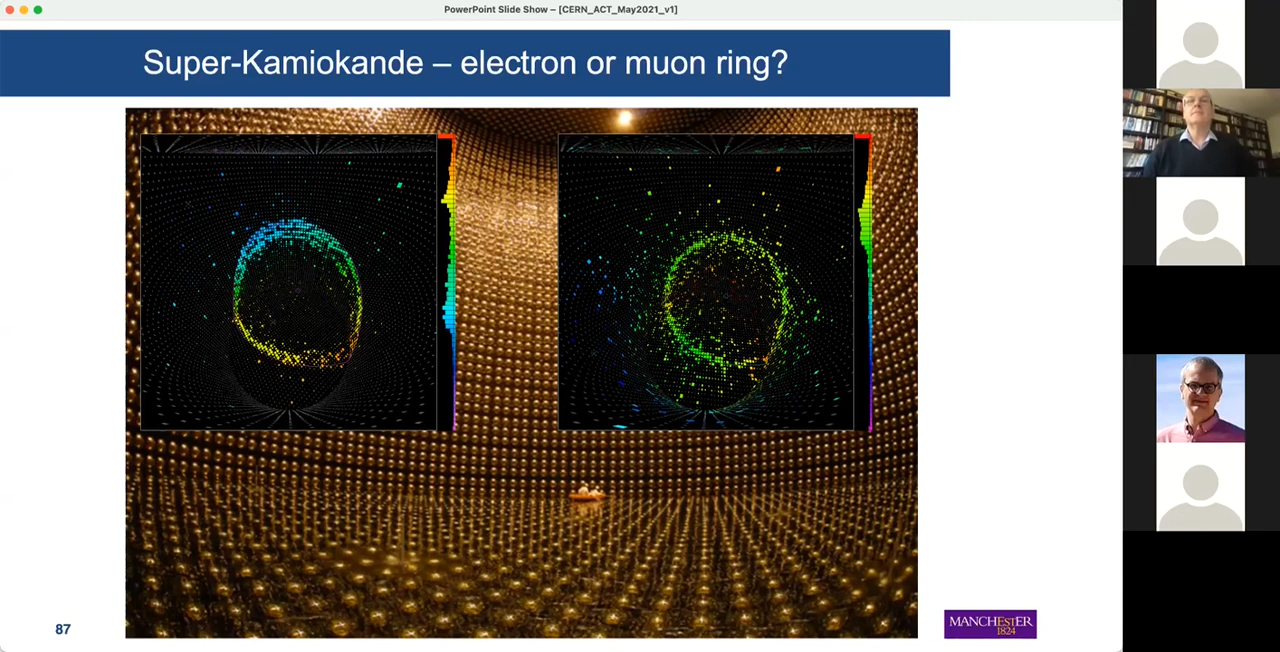 PowerPoint Slide Show – [CERN_ACT_May2021_v1]
Super-Kamiokande – electron or muon ring?
87
MANCHESTER
1824